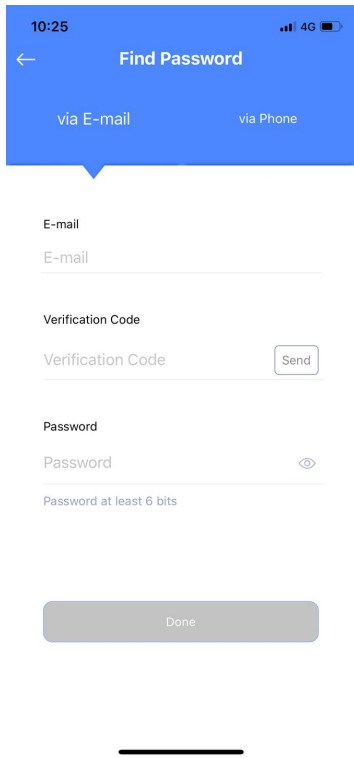 10:25
4G
Find Password
via E-mail
via Phone
E-mail
E-mail
Verification Code
Verification Code
Send
Password
Password
Password at least 6 bits
Done